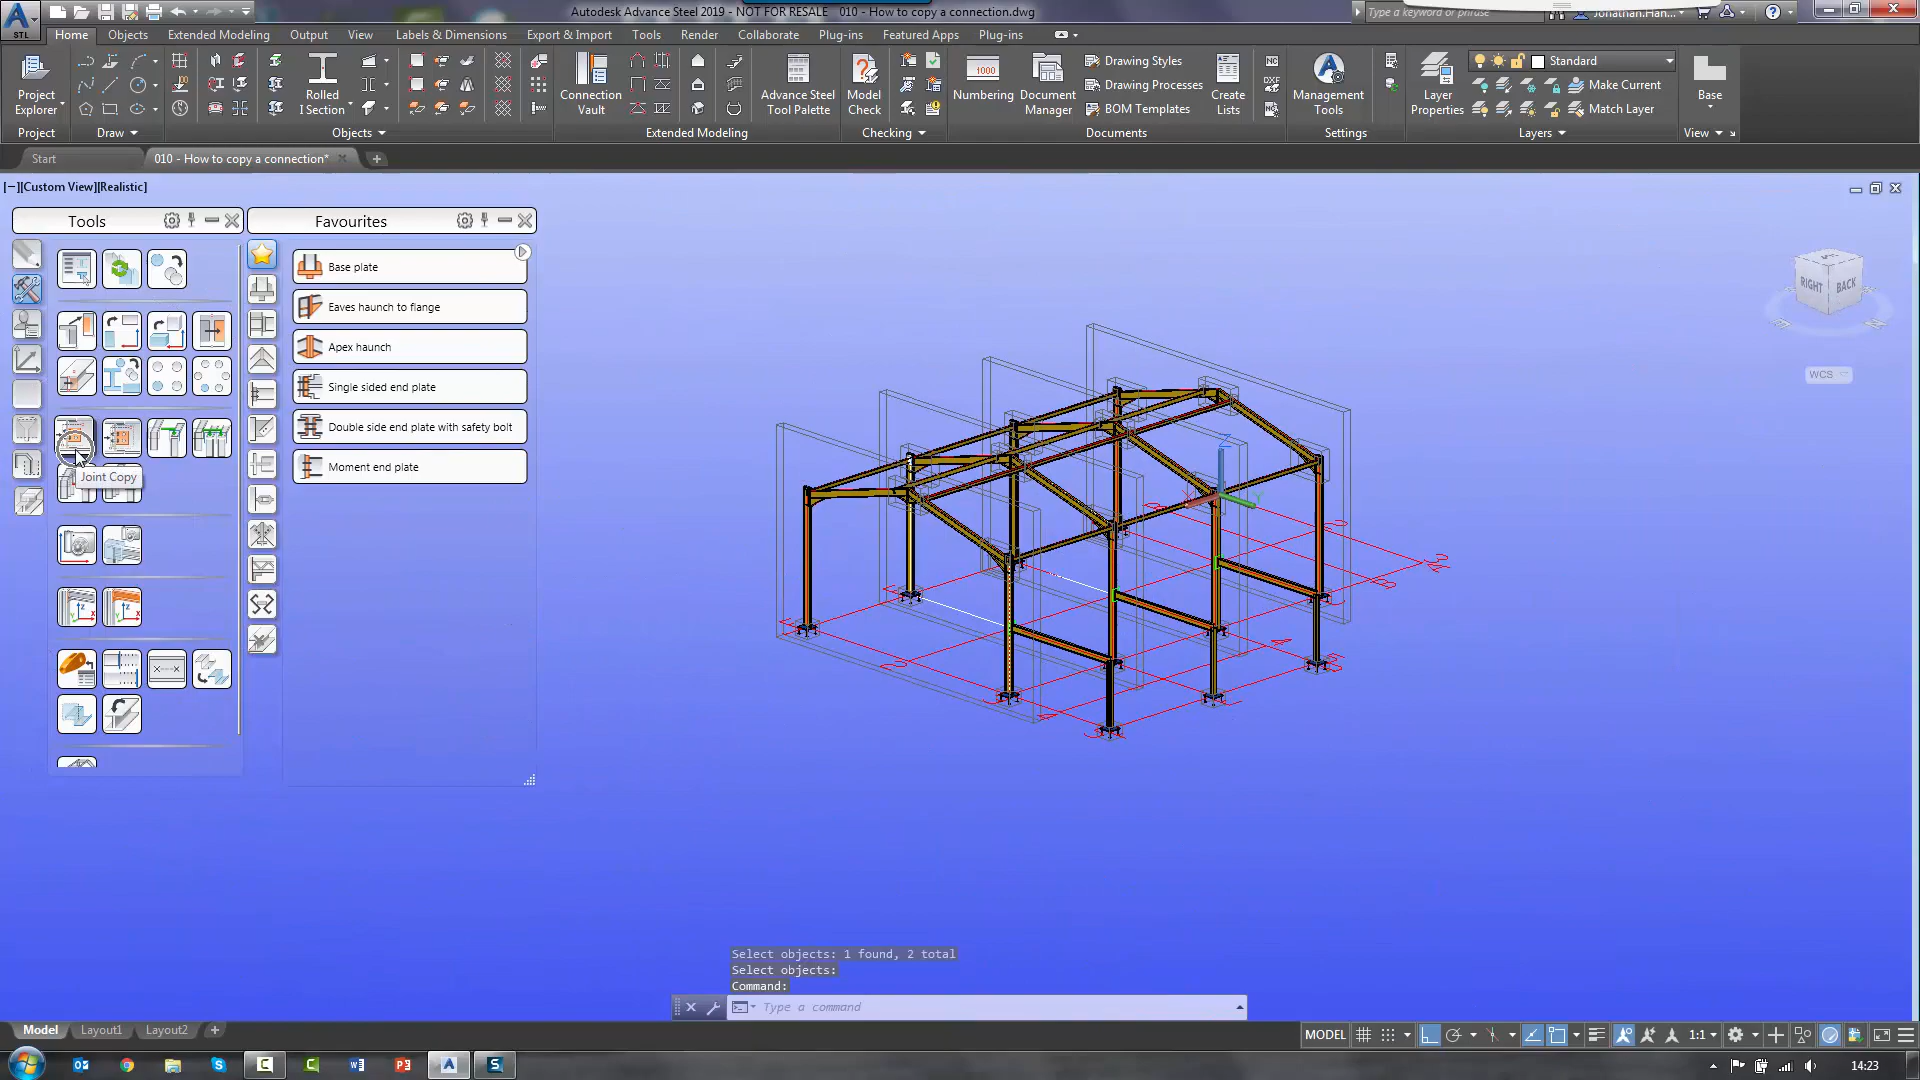 Autodesk Advance Steel 2019 - NOT FOR RESALE 010 - How to copy a connection.dwg
Type a keyword or phrase
Jonathan.Han...
STL
Home Objects Extended Modeling Output View Labels & Dimensions Export & Import Tools Render Collaborate Plug-ins Featured Apps Plug-ins
Project Explorer
Rolled I Section
Connection Vault
Advance Steel Tool Palette
Model Check
1000
Numbering
Document Manager
Drawing Styles
Drawing Processes
BOM Templates
Create Lists
NC
DXF
Management Tools
Layer Properties
Standard
Make Current
Match Layer
Base
Project Draw Objects Extended Modeling Checking Documents Settings Layers View
Start 010 - How to copy a connection*
[–][Custom View][Realistic]
Tools Favourites
Base plate
Eaves haunch to flange
Apex haunch
Single sided end plate
Double side end plate with safety bolt
Moment end plate
Joint Copy
RIGHT BACK
WCS
Z
Y
Select objects: 1 found, 2 total
Select objects:
Command:
Type a command
Model Layout1 Layout2
MODEL 1:1
14:23